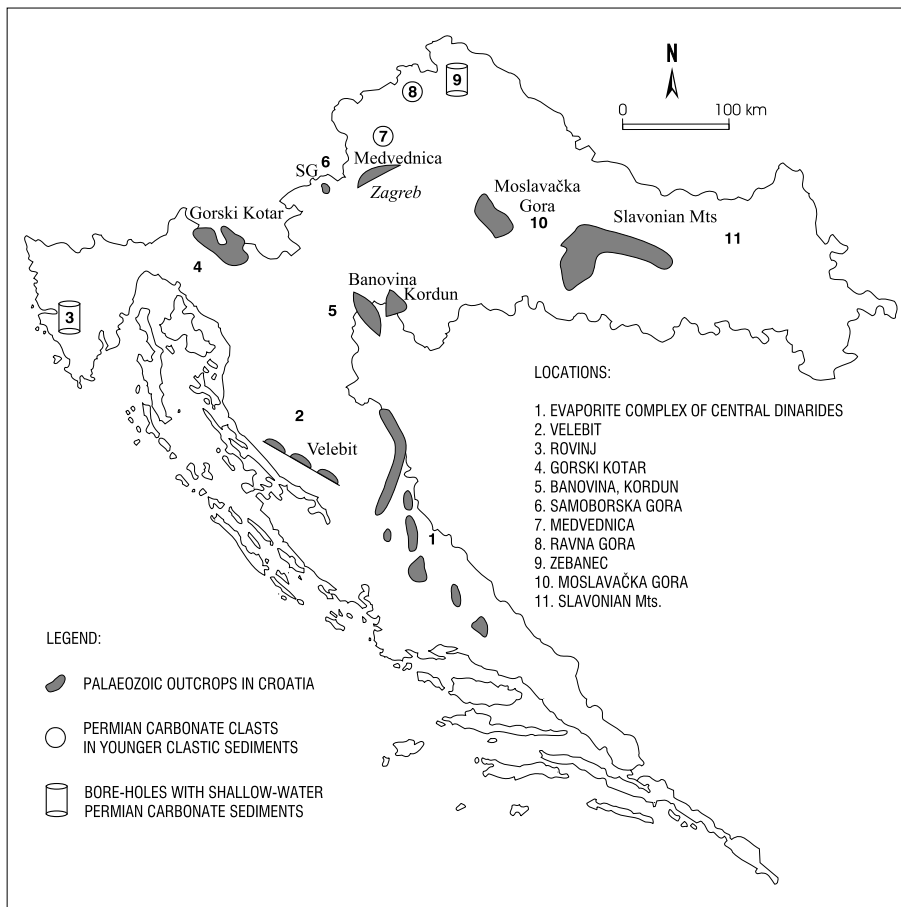 N
0 100 km
9
8
7
Medvednica
6
SG
Zagreb
Moslavačka
Gora
10
Slavonian Mts
11
Gorski Kotar
4
Banovina
Kordun
5
3
2
Velebit
1
LOCATIONS:
1. EVAPORITE COMPLEX OF CENTRAL DINARIDES
2. VELEBIT
3. ROVINJ
4. GORSKI KOTAR
5. BANOVINA, KORDUN
6. SAMOBORSKA GORA
7. MEDVEDNICA
8. RAVNA GORA
9. ZEBANEC
10. MOSLAVAČKA GORA
11. SLAVONIAN Mts.
LEGEND:
PALAEOZOIC OUTCROPS IN CROATIA
PERMIAN CARBONATE CLASTS
IN YOUNGER CLASTIC SEDIMENTS
BORE-HOLES WITH SHALLOW-WATER
PERMIAN CARBONATE SEDIMENTS